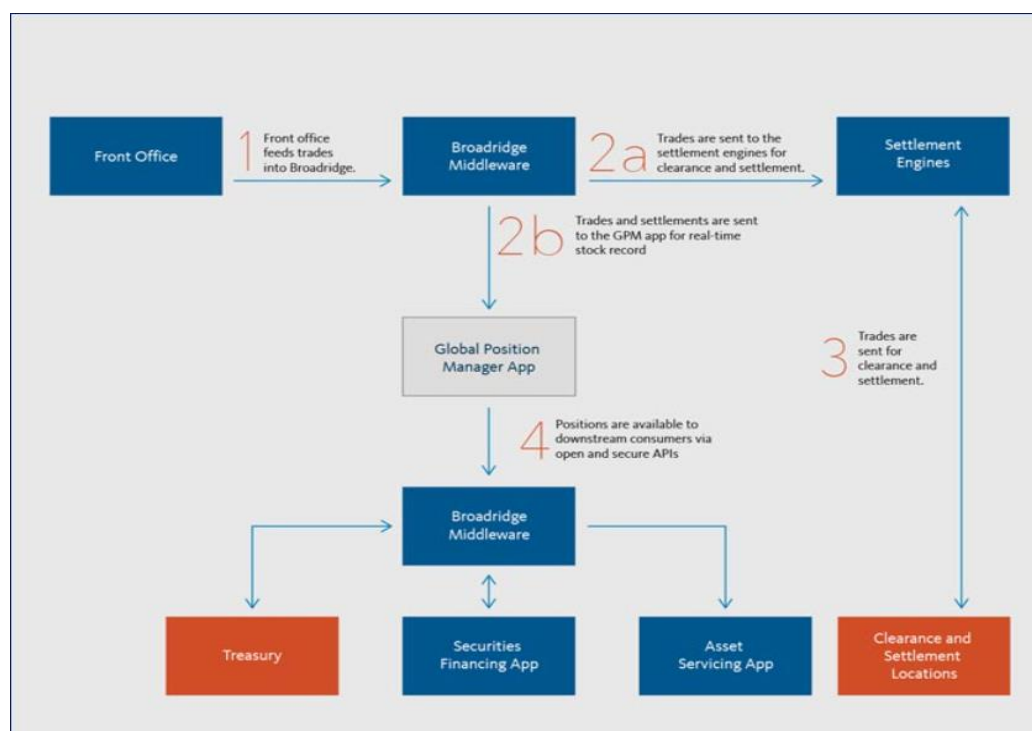 Front Office
1
Front office
feeds trades
into Broadridge.
Broadridge
Middleware
2a
Trades are sent to the
settlement engines for
clearance and settlement.
Settlement
Engines
2b
Trades and settlements are sent
to the GPM app for real-time
stock record
Global Position
Manager App
3
Trades are
sent for
clearance and
settlement.
4
Positions are available to
downstream consumers via
open and secure APIs
Broadridge
Middleware
Treasury
Securities
Financing App
Asset
Servicing App
Clearance and
Settlement
Locations